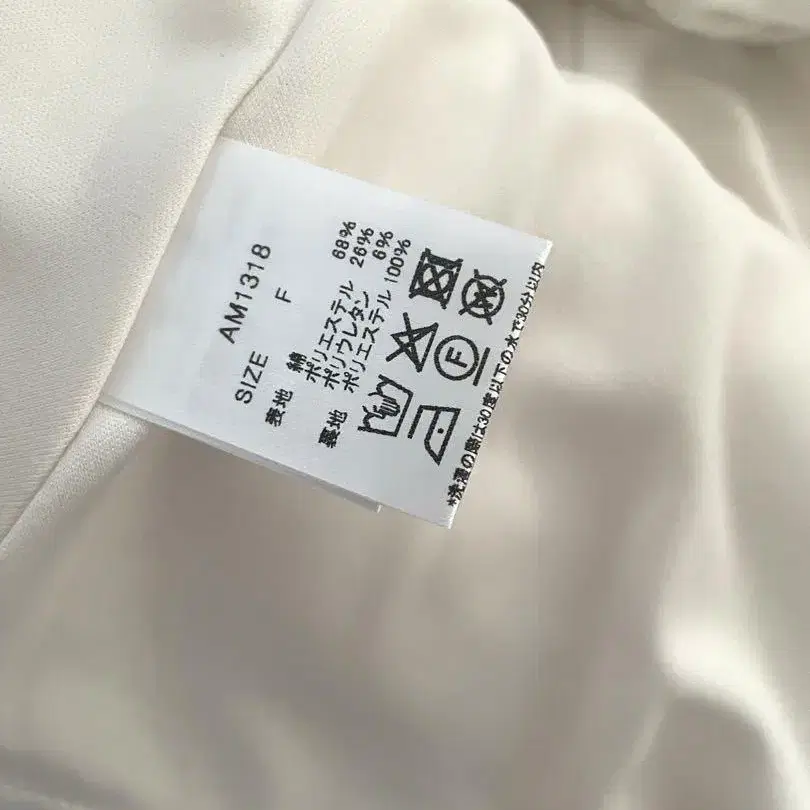 AM1318
SIZE F
表地 綿 68%
ポリエステル 26%
ポリウレタン 6%
裏地 ポリエステル 100%
W
F
*洗濯の際は30度以下の水で30分以内